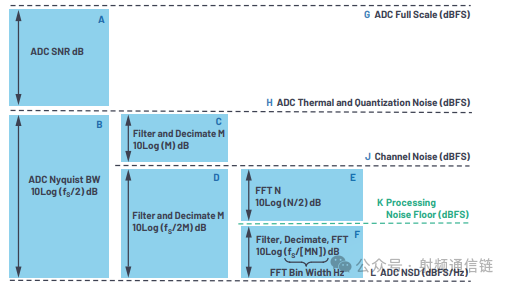 A
G ADC Full Scale (dBFS)
ADC SNR dB
H ADC Thermal and Quantization Noise (dBFS)
B
C
Filter and Decimate M
10Log (M) dB
J Channel Noise (dBFS)
ADC Nyquist BW
10Log (fS/2) dB
D
E
FFT N
10Log (N/2) dB
K Processing
Noise Floor (dBFS)
Filter and Decimate M
10Log (fS/2M) dB
F
Filter, Decimate, FFT
10Log (fS/[MN]) dB
FFT Bin Width Hz
L ADC NSD (dBFS/Hz)
公众号 · 射频通信链